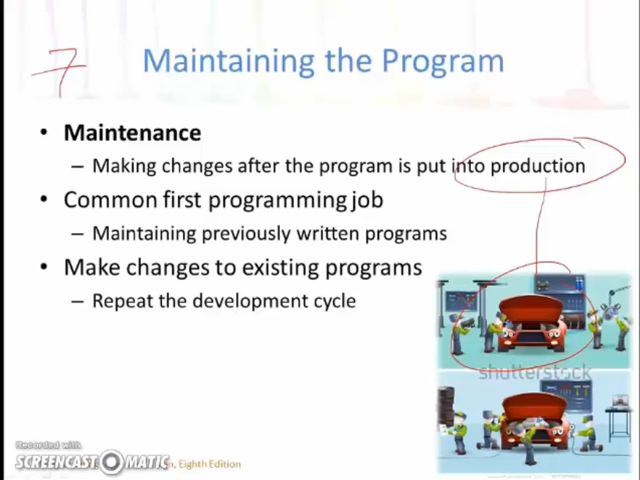 7
Maintaining the Program
• Maintenance
– Making changes after the program is put into production
• Common first programming job
– Maintaining previously written programs
• Make changes to existing programs
– Repeat the development cycle
shutterstock
Recorded with
SCREENCAST MATIC
n, Eighth Edition